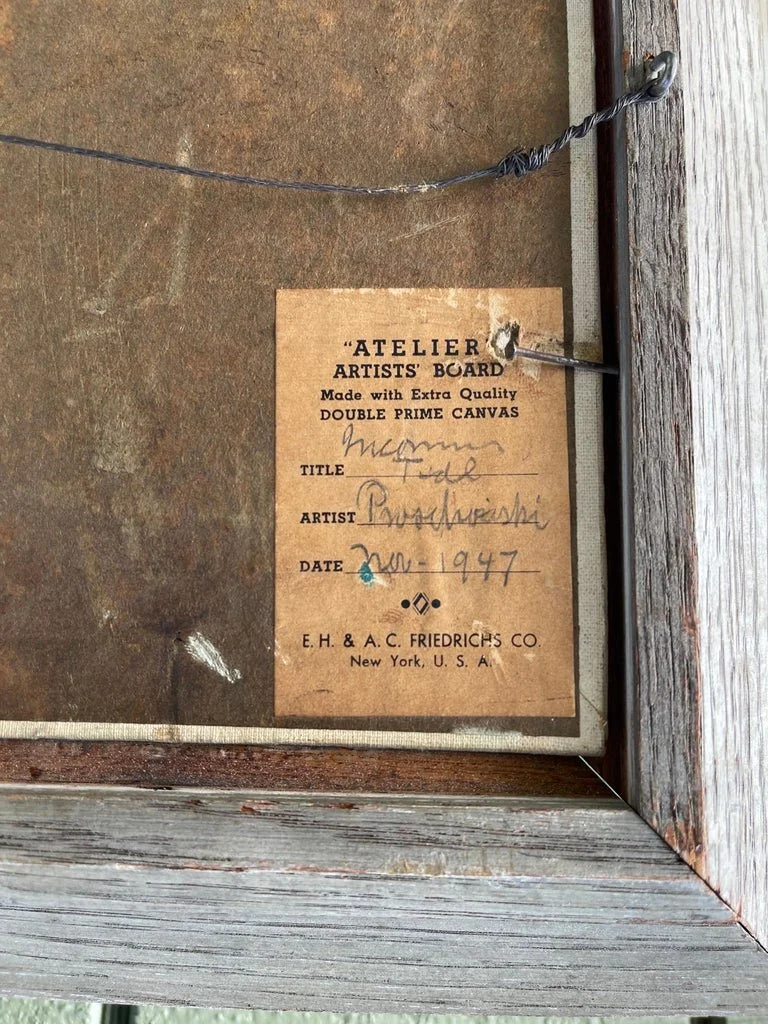 "ATELIER"
ARTISTS' BOARD
Made with Extra Quality
DOUBLE PRIME CANVAS
Incoming
TITLE Tide
ARTIST Proschwitzki
DATE Nov - 1947
E. H. & A. C. FRIEDRICHS CO.
New York, U. S. A.